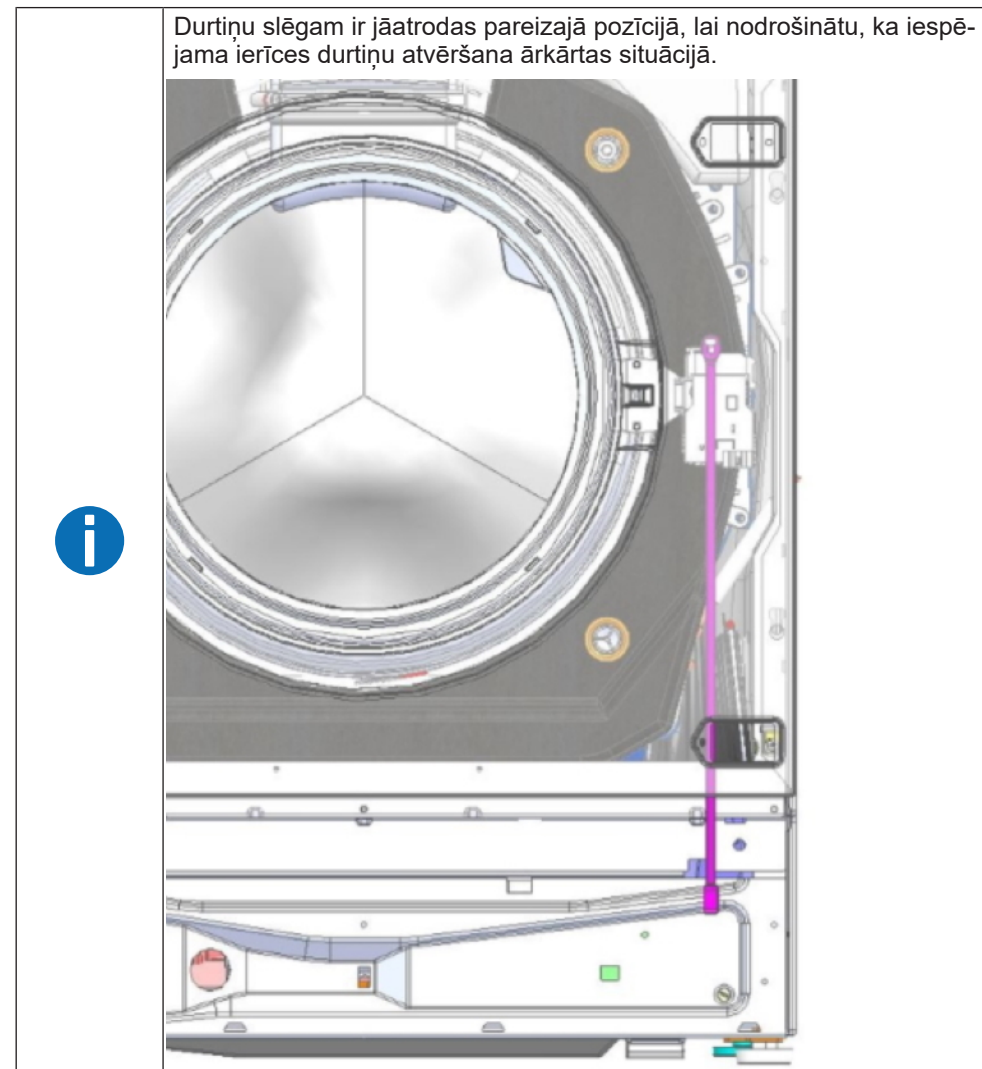 Durtiņu slēgam ir jāatrodas pareizajā pozīcijā, lai nodrošinātu, ka iespē-
jama ierīces durtiņu atvēršana ārkārtas situācijā.